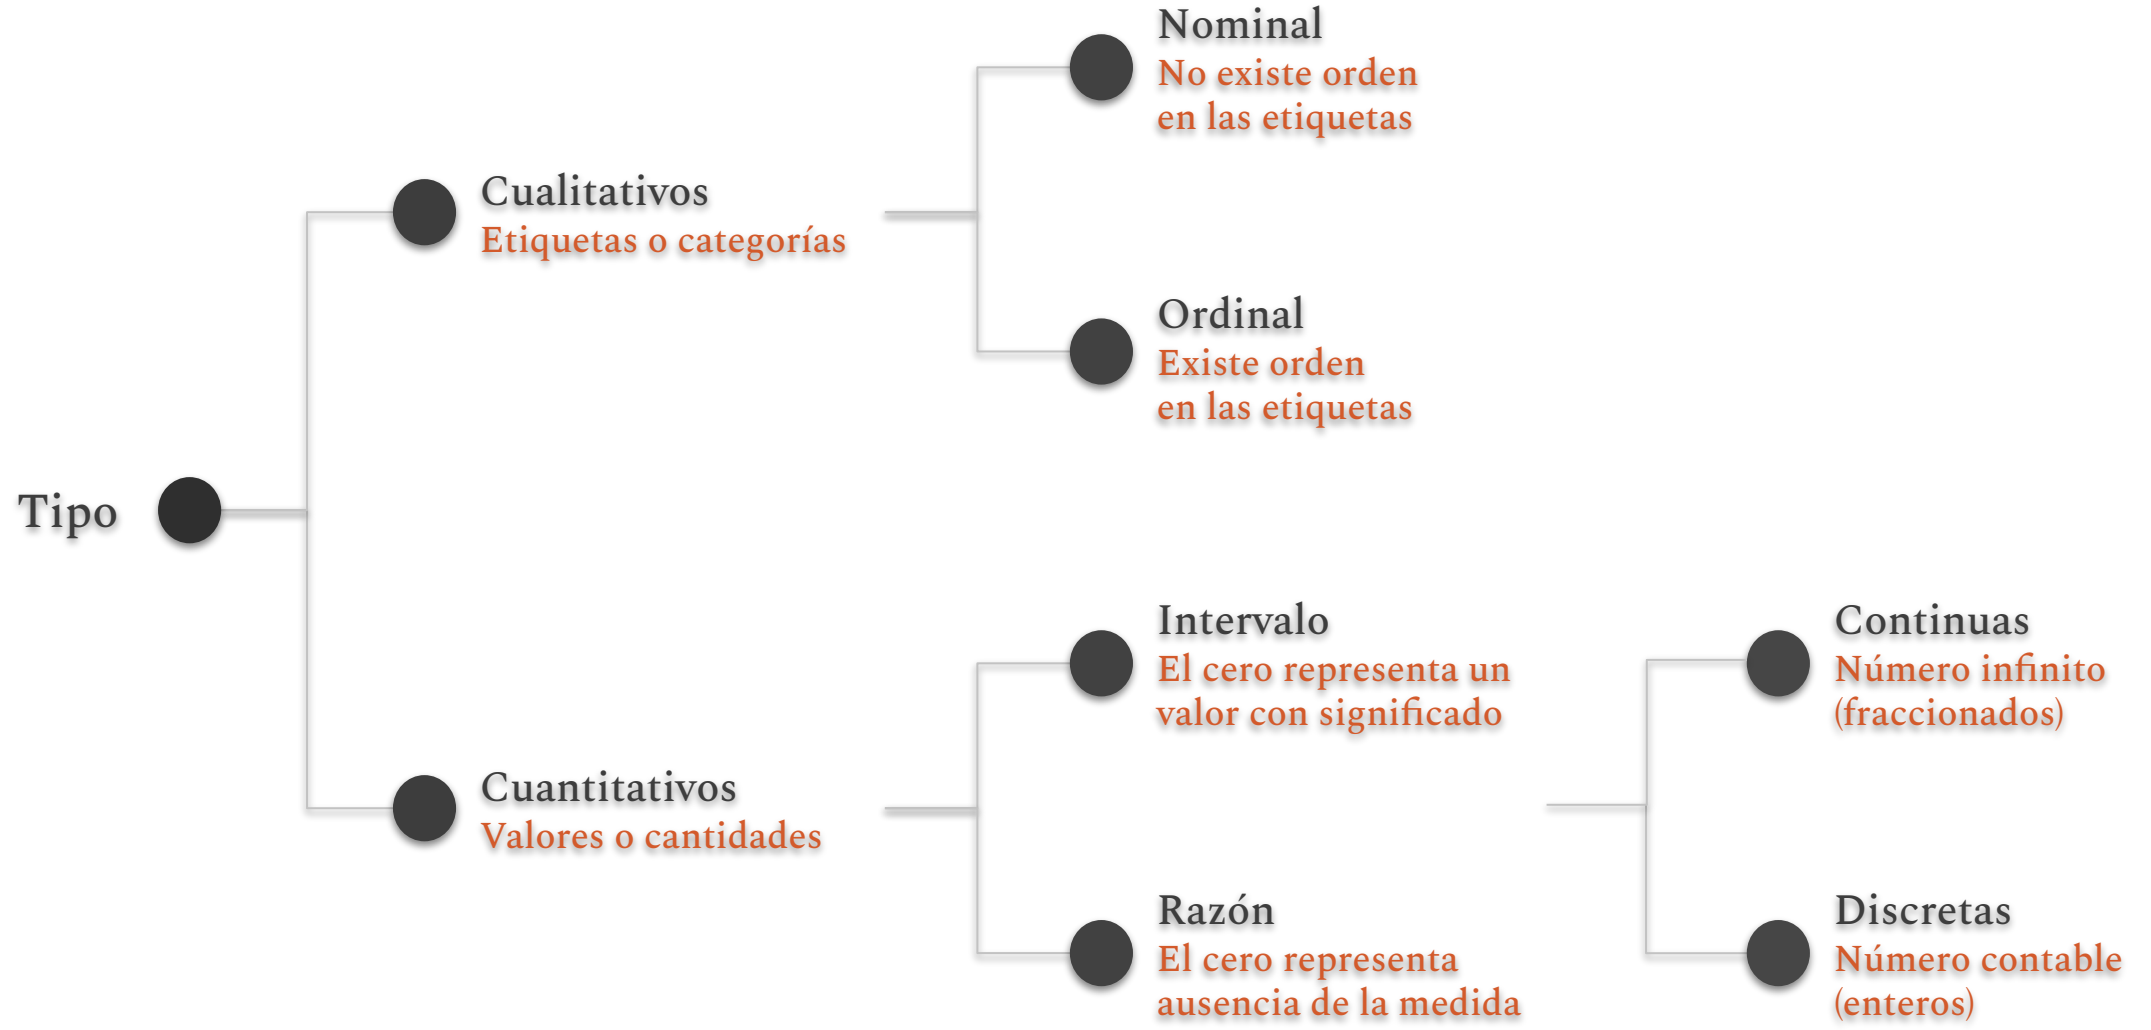 Tipo
Cualitativos
Etiquetas o categorías
Nominal
No existe orden
en las etiquetas
Ordinal
Existe orden
en las etiquetas
Cuantitativos
Valores o cantidades
Intervalo
El cero representa un
valor con significado
Razón
El cero representa
ausencia de la medida
Continuas
Número infinito
(fraccionados)
Discretas
Número contable
(enteros)